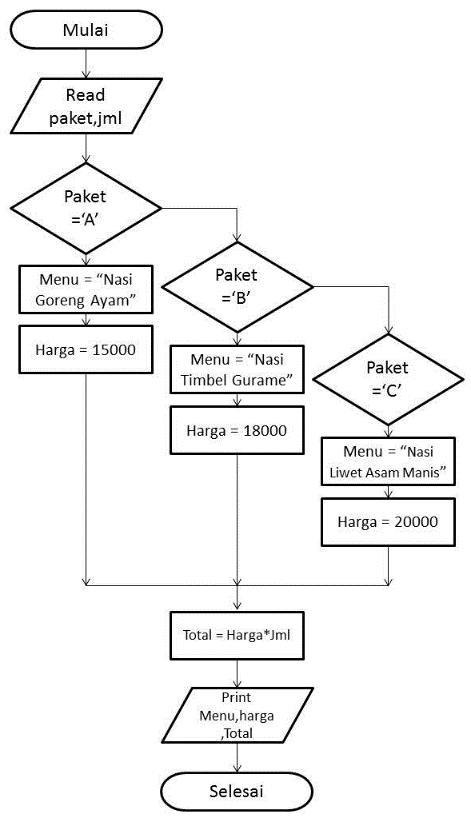 Mulai
Read
paket,jml
Paket
=‘A’
Menu = “Nasi
Goreng Ayam”
Harga = 15000
Paket
=‘B’
Menu = “Nasi
Timbel Gurame”
Harga = 18000
Paket
=‘C’
Menu = “Nasi
Liwet Asam Manis”
Harga = 20000
Total = Harga*Jml
Print
Menu,harga
,Total
Selesai